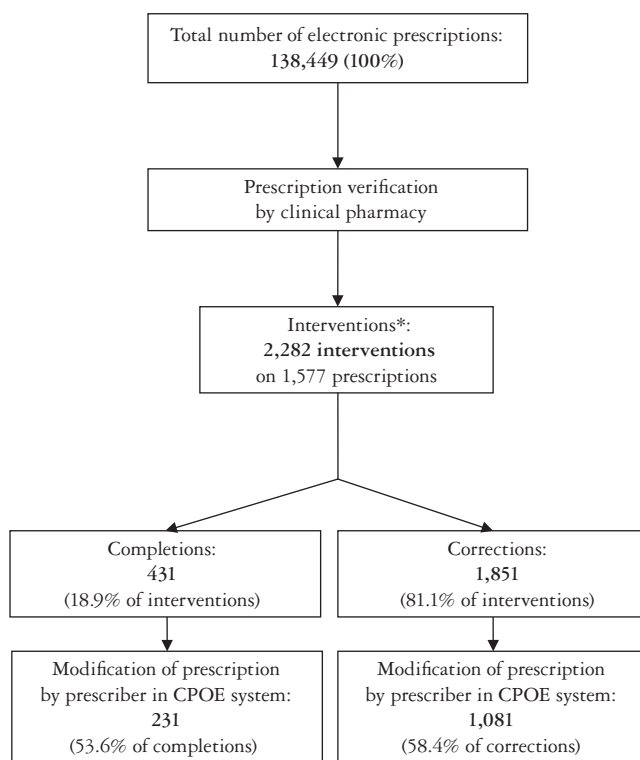 Total number of electronic prescriptions:
138,449 (100%)
Prescription verification
by clinical pharmacy
Interventions*:
2,282 interventions
on 1,577 prescriptions
Completions:
431
(18.9% of interventions)
Corrections:
1,851
(81.1% of interventions)
Modification of prescription
by prescriber in CPOE system:
231
(53.6% of completions)
Modification of prescription
by prescriber in CPOE system:
1,081
(58.4% of corrections)